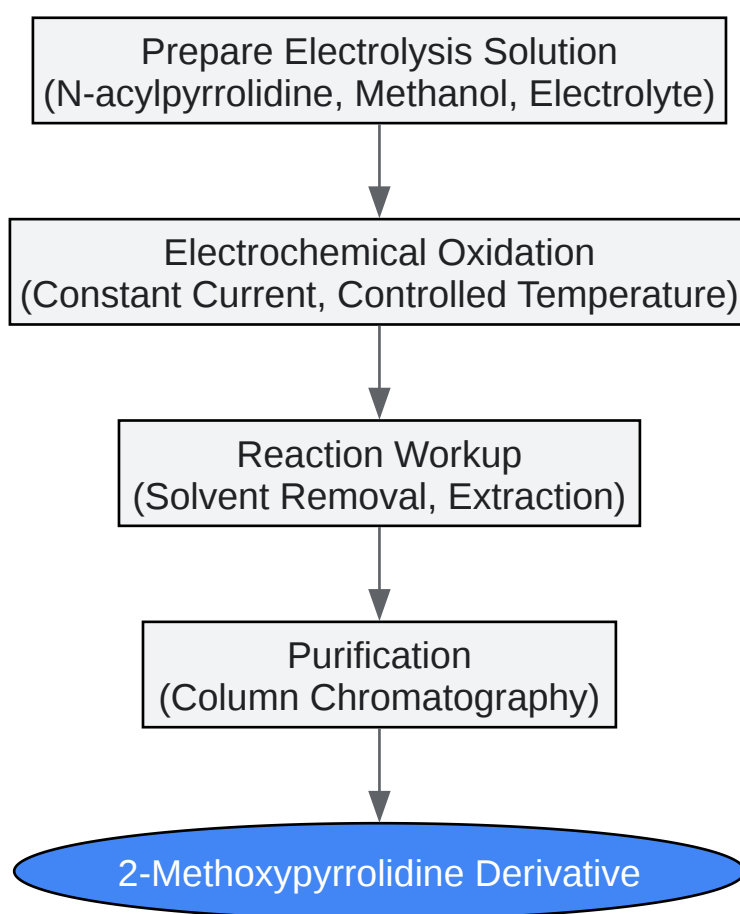 Prepare Electrolysis Solution
(N-acylpyrrolidine, Methanol, Electrolyte)
Electrochemical Oxidation
(Constant Current, Controlled Temperature)
Reaction Workup
(Solvent Removal, Extraction)
Purification
(Column Chromatography)
2-Methoxypyrrolidine Derivative